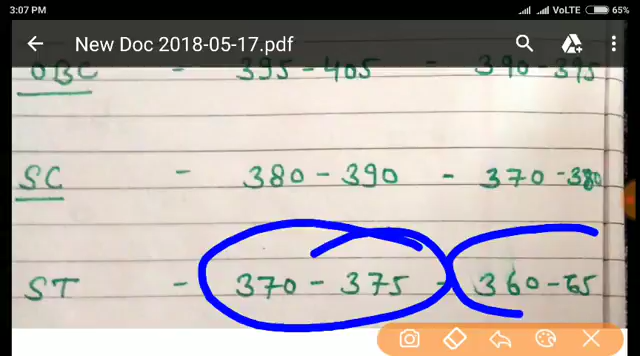 3:07 PM VoLTE 65%
New Doc 2018-05-17.pdf
OBC - 395-405 - 390-395
SC - 380-390 - 370-380
ST - 370-375 - 360-65